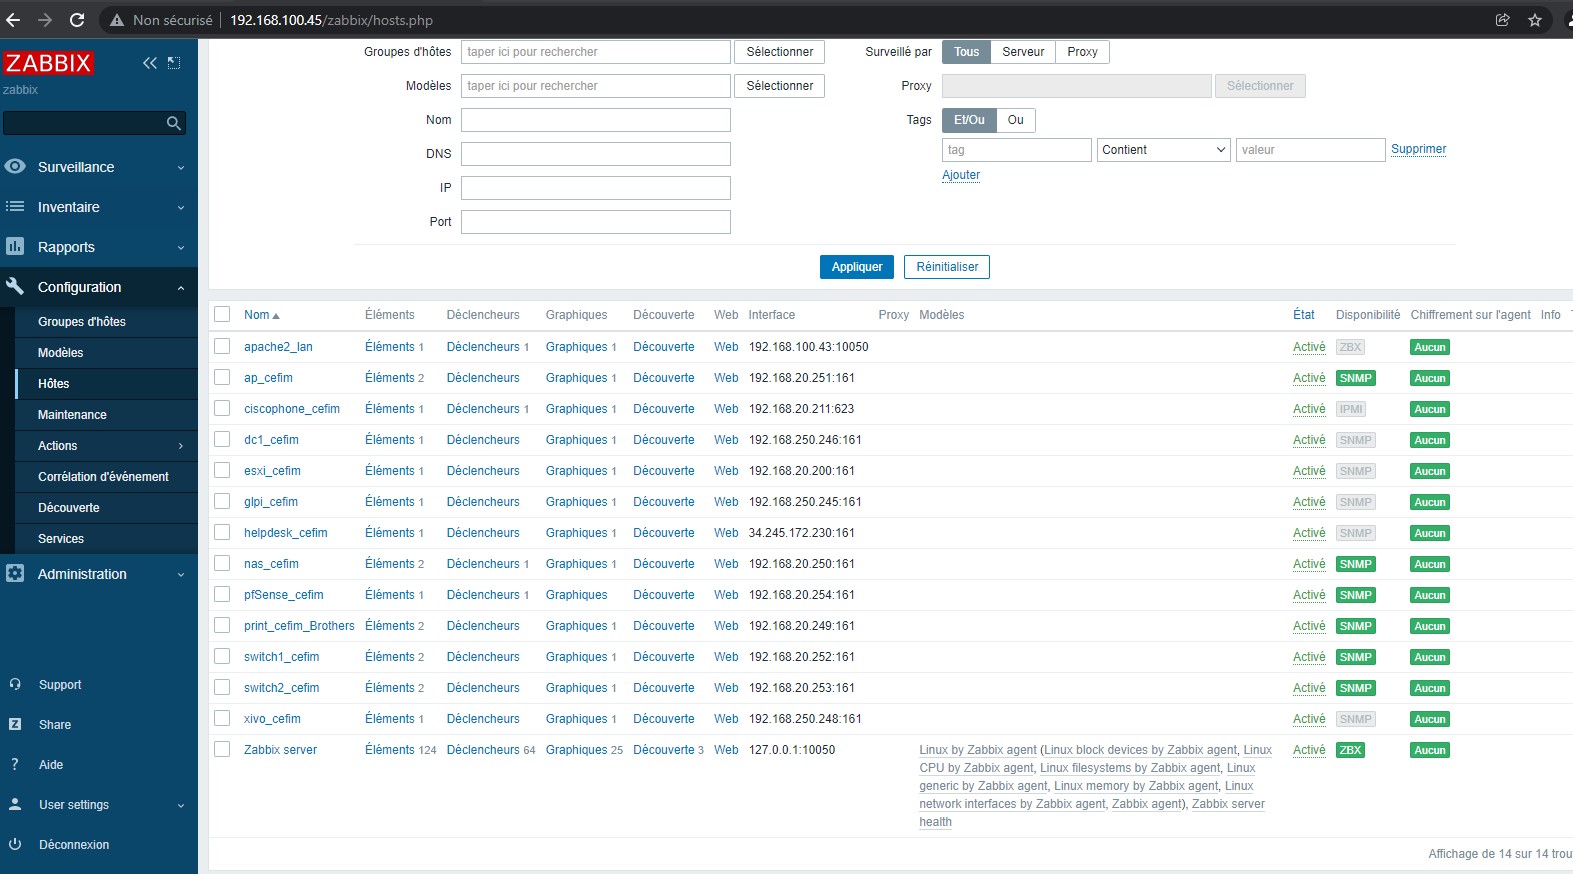 Non sécurisé 192.168.100.45/zabbix/hosts.php
ZABBIX
zabbix
Surveillance
Inventaire
Rapports
Configuration
Groupes d'hôtes
Modèles
Hôtes
Maintenance
Actions
Corrélation d'événement
Découverte
Services
Administration
Support
Z Share
? Aide
User settings
Déconnexion
Groupes d'hôtes taper ici pour rechercher Sélectionner
Modèles taper ici pour rechercher Sélectionner
Nom
DNS
IP
Port
Surveillé par Tous Serveur Proxy
Proxy Sélectionner
Tags Et/Ou Ou
tag Contient valeur Supprimer
Ajouter
Appliquer Réinitialiser
Nom Éléments Déclencheurs Graphiques Découverte Web Interface Proxy Modèles État Disponibilité Chiffrement sur l'agent Info
apache2_lan Éléments 1 Déclencheurs 1 Graphiques 1 Découverte Web 192.168.100.43:10050 Activé ZBX Aucun
ap_cefim Éléments 2 Déclencheurs Graphiques 1 Découverte Web 192.168.20.251:161 Activé SNMP Aucun
ciscophone_cefim Éléments 1 Déclencheurs 1 Graphiques 1 Découverte Web 192.168.20.211:623 Activé IPMI Aucun
dc1_cefim Éléments 1 Déclencheurs Graphiques 1 Découverte Web 192.168.250.246:161 Activé SNMP Aucun
esxi_cefim Éléments 1 Déclencheurs Graphiques 1 Découverte Web 192.168.20.200:161 Activé SNMP Aucun
glpi_cefim Éléments 1 Déclencheurs Graphiques 1 Découverte Web 192.168.250.245:161 Activé SNMP Aucun
helpdesk_cefim Éléments 1 Déclencheurs Graphiques 1 Découverte Web 34.245.172.230:161 Activé SNMP Aucun
nas_cefim Éléments 2 Déclencheurs 1 Graphiques 1 Découverte Web 192.168.20.250:161 Activé SNMP Aucun
pfSense_cefim Éléments 1 Déclencheurs 1 Graphiques Découverte Web 192.168.20.254:161 Activé SNMP Aucun
print_cefim_Brothers Éléments 2 Déclencheurs Graphiques 1 Découverte Web 192.168.20.249:161 Activé SNMP Aucun
switch1_cefim Éléments 2 Déclencheurs Graphiques 1 Découverte Web 192.168.20.252:161 Activé SNMP Aucun
switch2_cefim Éléments 2 Déclencheurs Graphiques 1 Découverte Web 192.168.20.253:161 Activé SNMP Aucun
xivo_cefim Éléments 1 Déclencheurs Graphiques 1 Découverte Web 192.168.250.248:161 Activé SNMP Aucun
Zabbix server Éléments 124 Déclencheurs 64 Graphiques 25 Découverte 3 Web 127.0.0.1:10050 Linux by Zabbix agent (Linux block devices by Zabbix agent, Linux Activé ZBX Aucun
CPU by Zabbix agent, Linux filesystems by Zabbix agent, Linux
generic by Zabbix agent, Linux memory by Zabbix agent, Linux
network interfaces by Zabbix agent, Zabbix agent), Zabbix server
health
Affichage de 14 sur 14 trou